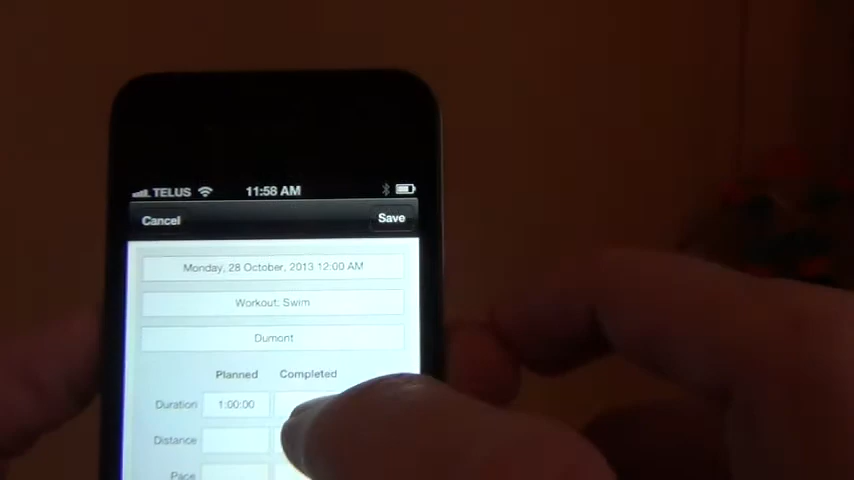 TELUS 11:58 AM
Cancel Save
Monday, 28 October, 2013 12:00 AM
Workout: Swim
Dumont
Planned Completed
Duration 1:00:00
Distance
Pace